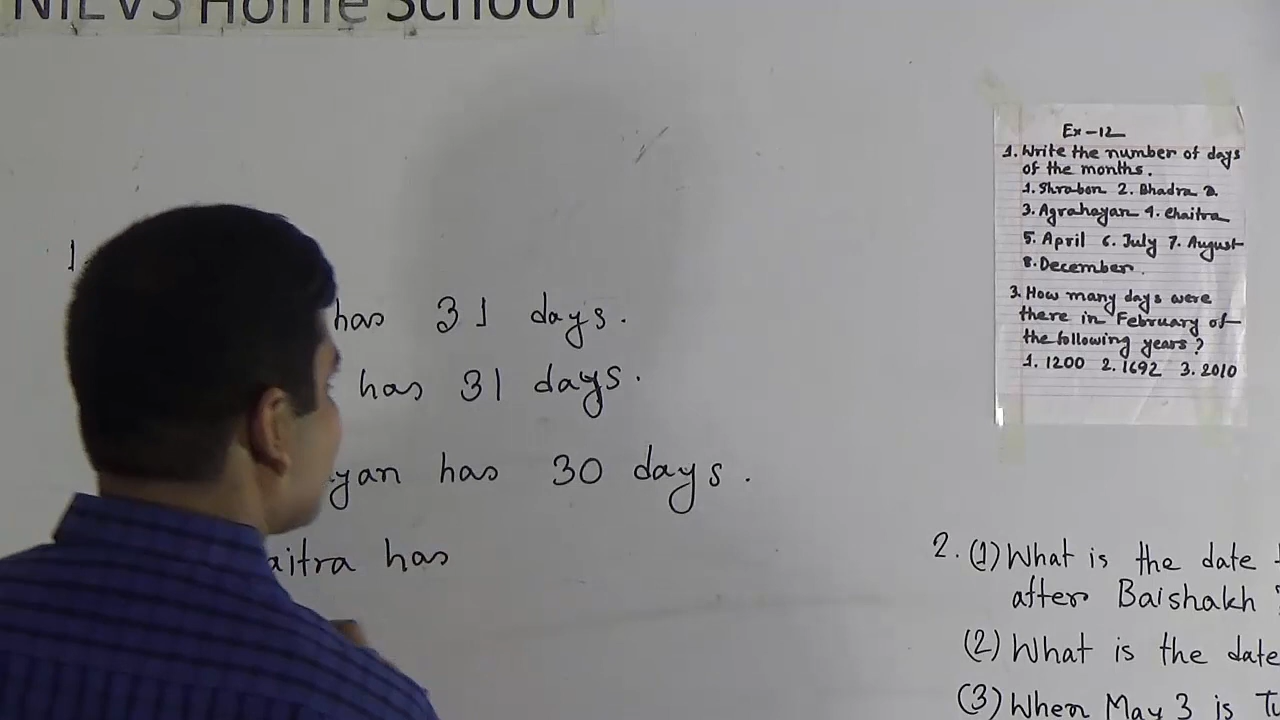 Home School
1.
has 31 days.
has 31 days.
yan has 30 days.
aitra has
Ex-12
1. Write the number of days
of the months.
1. Shrabon 2. Bhadra
3. Agrahayan 4. Chaitra
5. April 6. July 7. August
8. December.
3. How many days were
there in February of
the following years?
1. 1200 2. 1692 3. 2010
2. (1) What is the date
after Baishakh
(2) What is the date
(3) When May 3 is